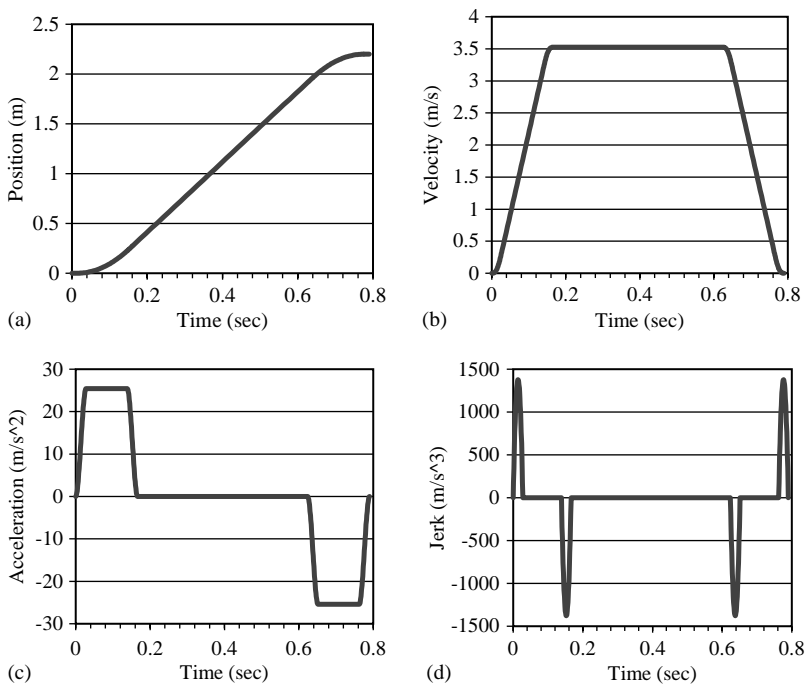 2.5
2
1.5
1
0.5
0
Position (m)
0 0.2 0.4 0.6 0.8
Time (sec)
(a)
4
3.5
3
2.5
2
1.5
1
0.5
0
Velocity (m/s)
0 0.2 0.4 0.6 0.8
Time (sec)
(b)
30
20
10
0
-10
-20
-30
Acceleration (m/s^2)
0 0.2 0.4 0.6 0.8
Time (sec)
(c)
1500
1000
500
0
-500
-1000
-1500
Jerk (m/s^3)
0 0.2 0.4 0.6 0.8
Time (sec)
(d)